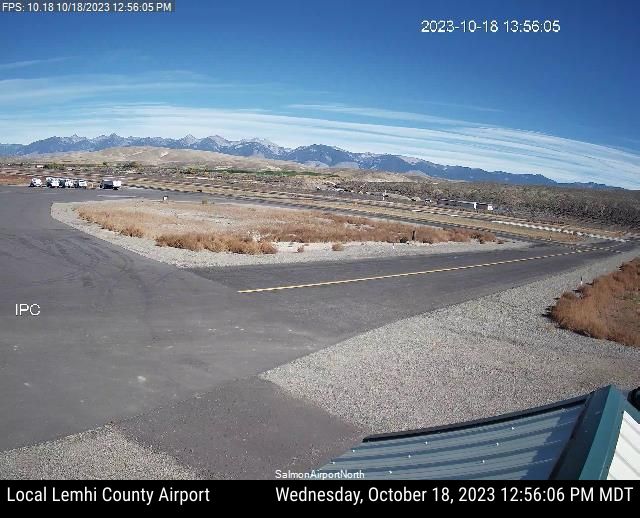 FPS: 10.18 10/18/2023 12:56:05 PM
2023-10-18 13:56:05
IPC
SalmonAirportNorth
Local Lemhi County Airport
Wednesday, October 18, 2023 12:56:06 PM MDT